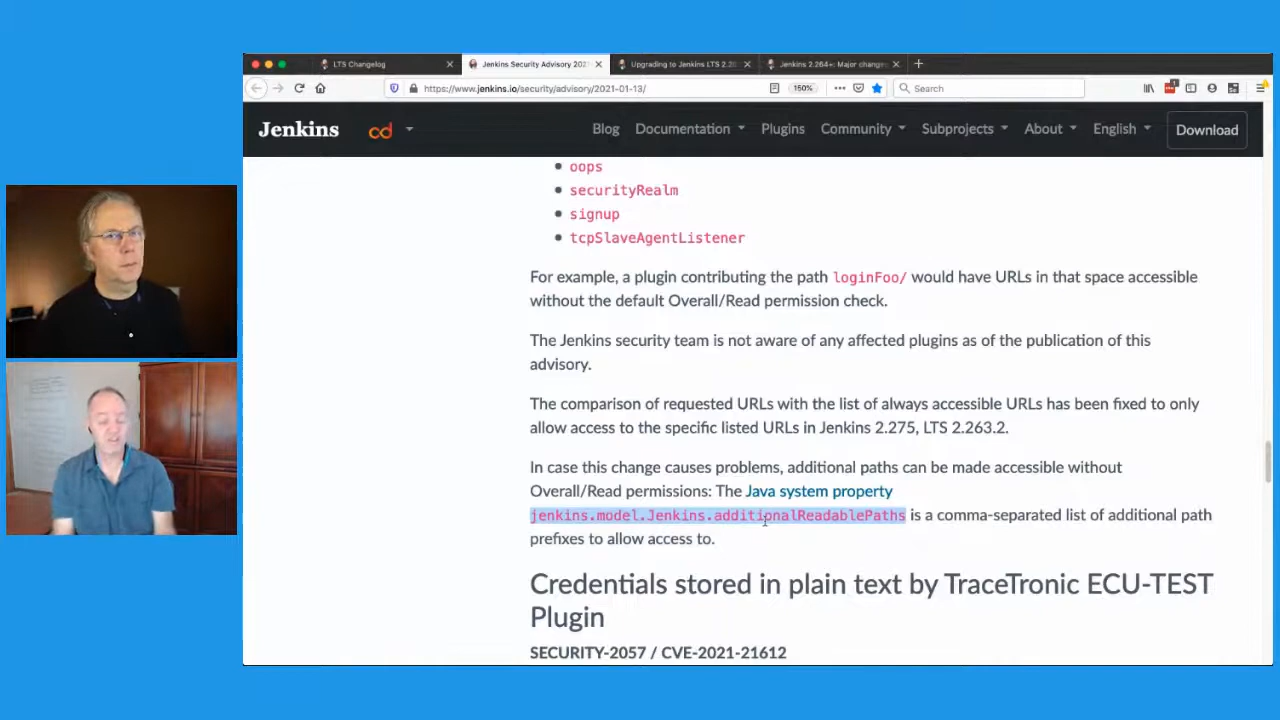 LTS Changelog
Jenkins Security Advisory 202
Upgrading to Jenkins LTS 2.2
Jenkins 2.264+: Major change
https://www.jenkins.io/security/advisory/2021-01-13/
150%
Search
Jenkins
cd
Blog
Documentation
Plugins
Community
Subprojects
About
English
Download
• oops
• securityRealm
• signup
• tcpSlaveAgentListener
For example, a plugin contributing the path loginFoo/ would have URLs in that space accessible
without the default Overall/Read permission check.
The Jenkins security team is not aware of any affected plugins as of the publication of this
advisory.
The comparison of requested URLs with the list of always accessible URLs has been fixed to only
allow access to the specific listed URLs in Jenkins 2.275, LTS 2.263.2.
In case this change causes problems, additional paths can be made accessible without
Overall/Read permissions: The Java system property
jenkins.model.Jenkins.additionalReadablePaths is a comma-separated list of additional path
prefixes to allow access to.
Credentials stored in plain text by TraceTronic ECU-TEST
Plugin
SECURITY-2057 / CVE-2021-21612